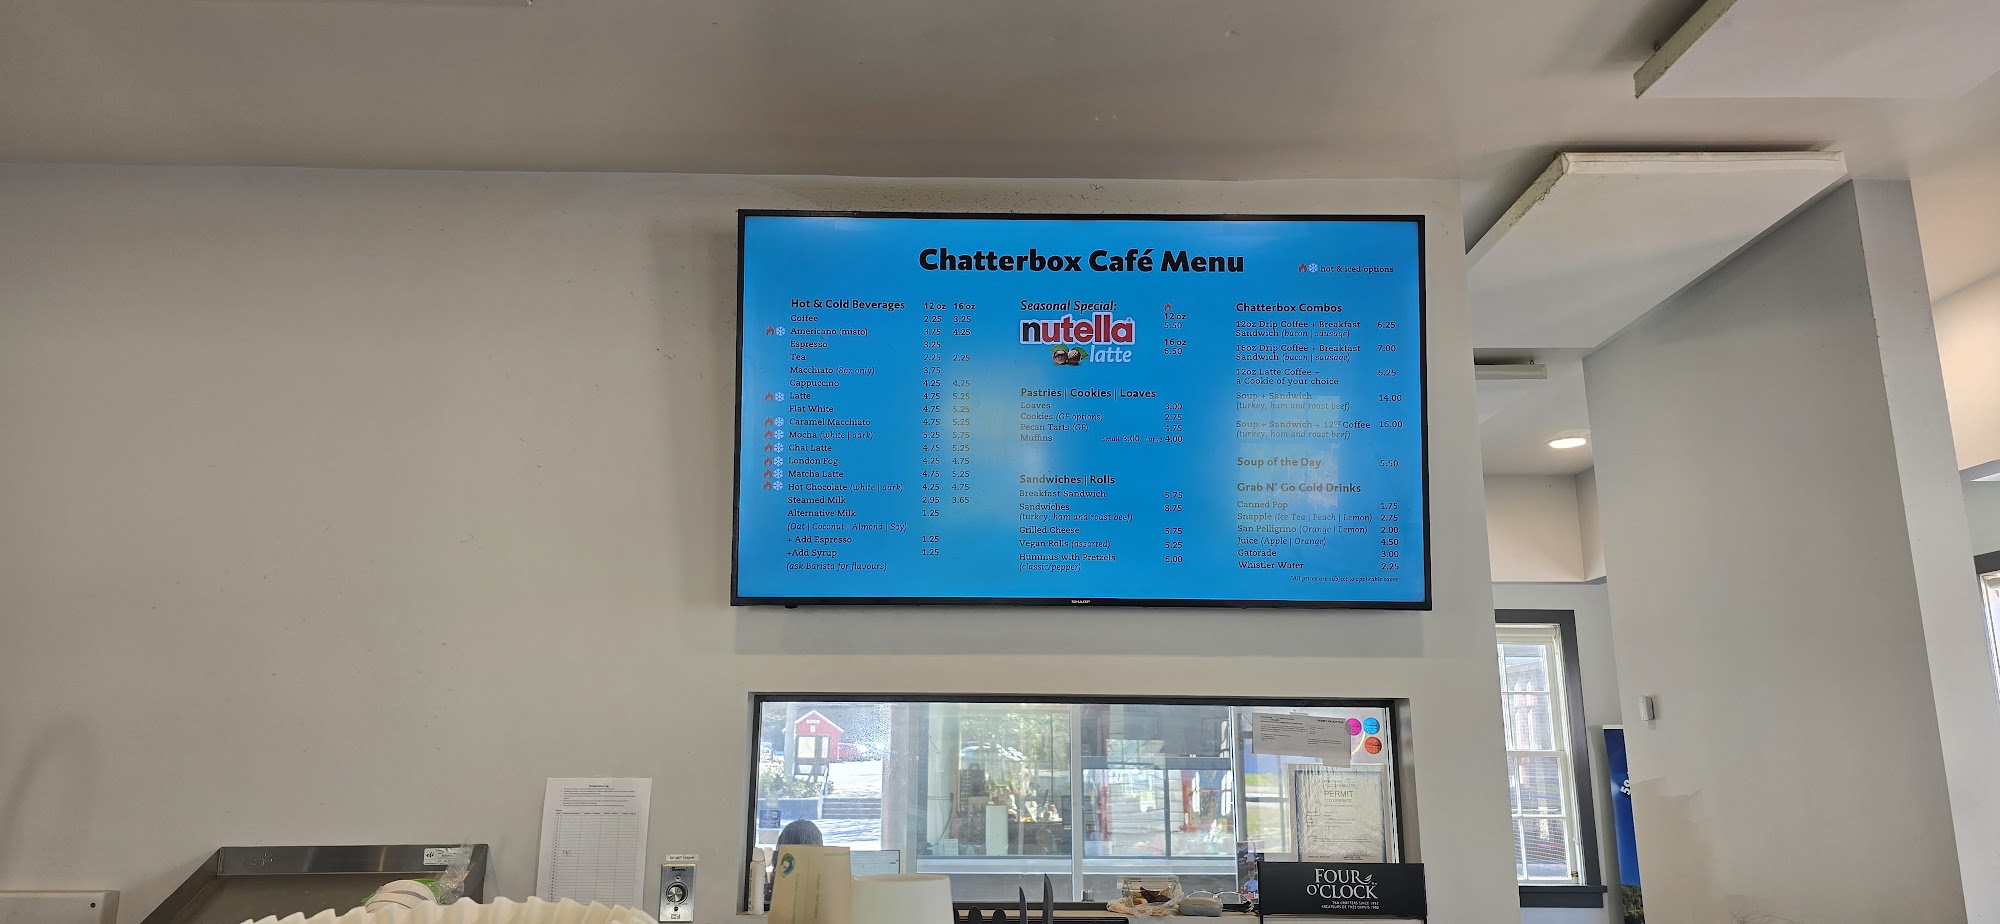 Chatterbox Café Menu
hot & iced options
Hot & Cold Beverages 12 oz 16 oz
Coffee 2.25 3.25
Americano (misto) 3.75 4.25
Espresso 3.25
Tea 2.25 2.25
Macchiato (8oz only) 3.75
Cappuccino 4.25 4.75
Latte 4.75 5.25
Flat White 4.75 5.25
Caramel Macchiato 4.75 5.25
Mocha (white | dark) 5.25 5.75
Chai Latte 4.75 5.25
London Fog 4.25 4.75
Matcha Latte 4.75 5.25
Hot Chocolate (white | dark) 4.25 4.75
Steamed Milk 2.95 3.65
Alternative Milk 1.25
(Oat | Coconut | Almond | Soy)
+ Add Espresso 1.25
+Add Syrup 1.25
(ask Barista for flavours)
Seasonal Special:
nutella
latte
12 oz
5.50
16 oz
6.50
Pastries | Cookies | Loaves
Loaves 3.00
Cookies (GF options) 2.75
Pecan Tarts (GF) 4.75
Muffins small 3.00 large 4.00
Sandwiches | Rolls
Breakfast Sandwich 5.75
Sandwiches 8.75
(turkey, ham and roast beef)
Grilled Cheese 5.75
Vegan Rolls (assorted) 5.25
Hummus with Pretzels 6.00
(classic/pepper)
Chatterbox Combos
12oz Drip Coffee + Breakfast 6.25
Sandwich (bacon | sausage)
16oz Drip Coffee + Breakfast 7.00
Sandwich (bacon | sausage)
12oz Latte Coffee + 6.25
a Cookie of your choice
Soup + Sandwich 14.00
(turkey, ham and roast beef)
Soup + Sandwich + 12oz Coffee 16.00
(turkey, ham and roast beef)
Soup of the Day 5.50
Grab N' Go Cold Drinks
Canned Pop 1.75
Snapple (Ice Tea | Peach | Lemon) 2.75
San Pelligrino (Orange | Lemon) 2.00
Juice (Apple | Orange) 4.50
Gatorade 3.00
Whistler Water 2.25
*All prices are subject to applicable taxes
SHARP
PERMIT
TO OPERATE
FOUR
O'CLOCK